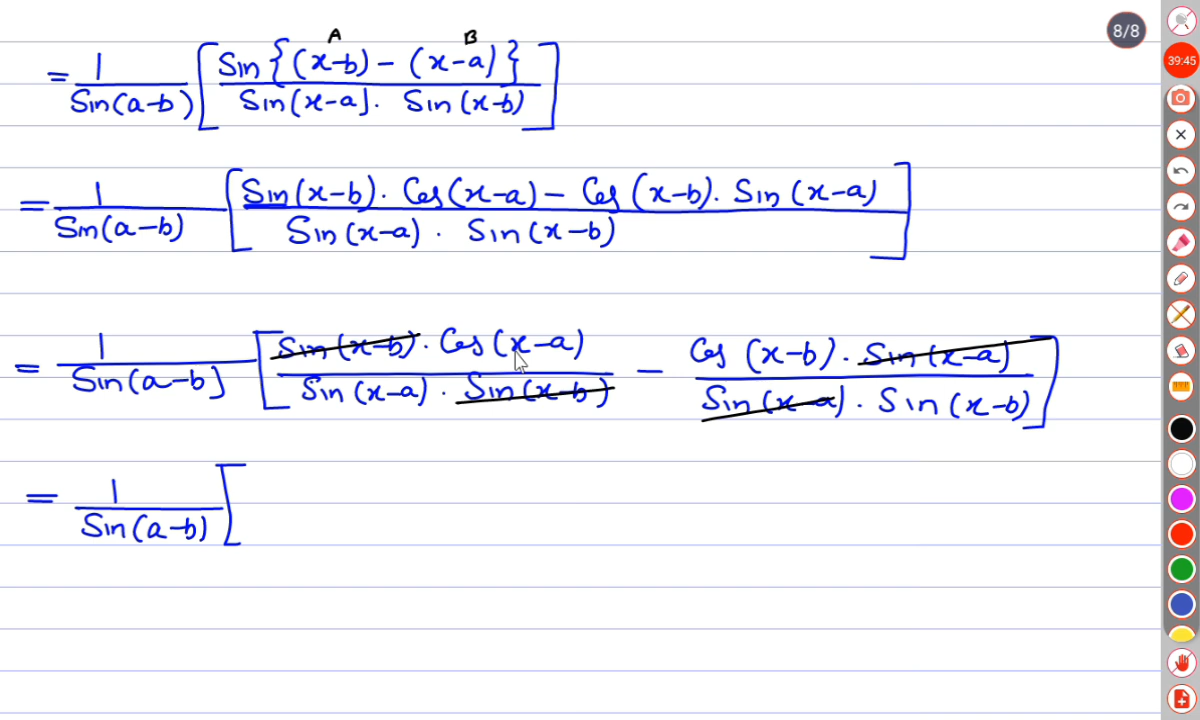 8/8
39:45
A B
= 1/Sin(a-b) [ Sin{(x-b) - (x-a)} / Sin(x-a). Sin(x-b) ]
= 1/Sin(a-b) [ Sin(x-b). Cos(x-a) - Cos(x-b). Sin(x-a) / Sin(x-a). Sin(x-b) ]
= 1/Sin(a-b) [ Sin(x-b). Cos(x-a) / Sin(x-a). Sin(x-b) - Cos(x-b). Sin(x-a) / Sin(x-a). Sin(x-b) ]
= 1/Sin(a-b) [